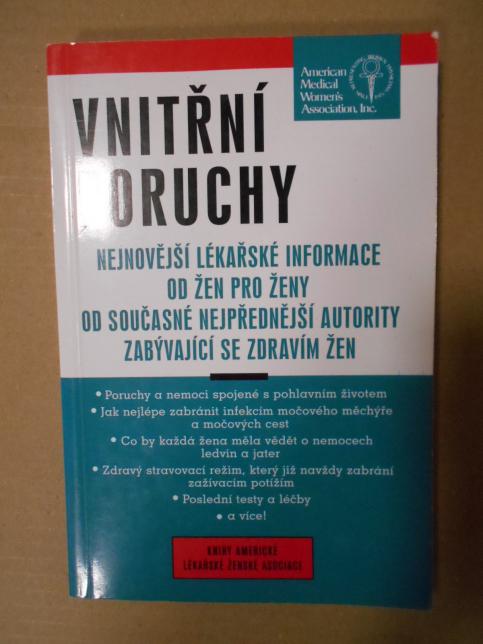 American
Medical
Women's
Association, Inc.
VNITŘNÍ
PORUCHY
NEJNOVĚJŠÍ LÉKAŘSKÉ INFORMACE
OD ŽEN PRO ŽENY
OD SOUČASNÉ NEJPŘEDNĚJŠÍ AUTORITY
ZABÝVAJÍCÍ SE ZDRAVÍM ŽEN
• Poruchy a nemoci spojené s pohlavním životem
• Jak nejlépe zabránit infekcím močového měchýře
a močových cest
• Co by každá žena měla vědět o nemocech
ledvin a jater
• Zdravý stravovací režim, který již navždy zabrání
zažívacím potížím
• Poslední testy a léčby
• a více!
KNIHY AMERICKÉ
LÉKAŘSKÉ ŽENSKÉ ASOCIACE